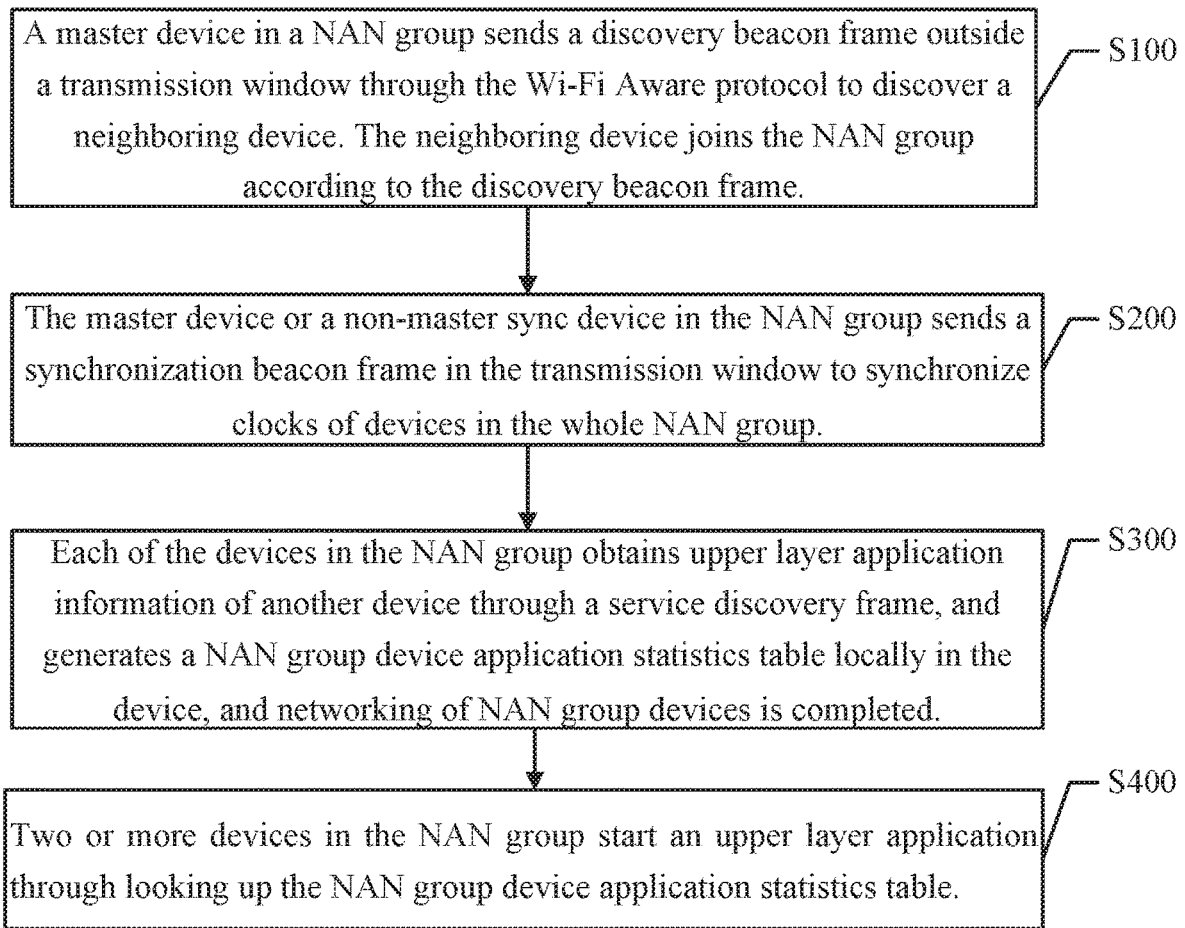 A master device in a NAN group sends a discovery beacon frame outside
a transmission window through the Wi-Fi Aware protocol to discover a
neighboring device. The neighboring device joins the NAN group
according to the discovery beacon frame.
S100
The master device or a non-master sync device in the NAN group sends a
synchronization beacon frame in the transmission window to synchronize
clocks of devices in the whole NAN group.
S200
Each of the devices in the NAN group obtains upper layer application
information of another device through a service discovery frame, and
generates a NAN group device application statistics table locally in the
device, and networking of NAN group devices is completed.
S300
Two or more devices in the NAN group start an upper layer application
through looking up the NAN group device application statistics table.
S400